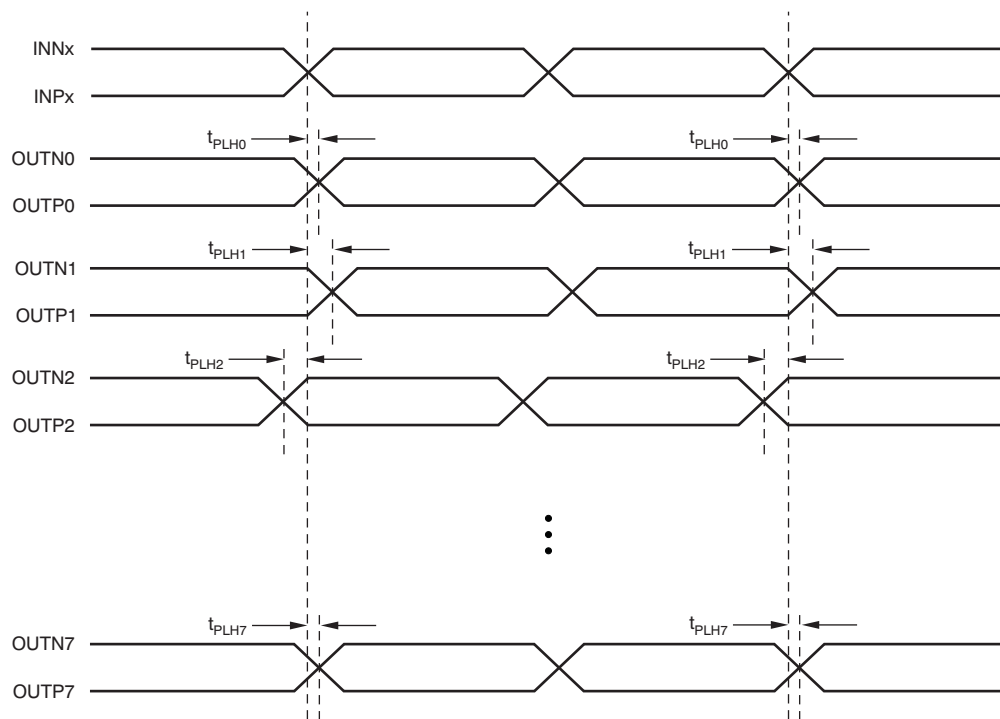 INNx
INPx
tPLH0 tPLH0
OUTN0
OUTP0
tPLH1 tPLH1
OUTN1
OUTP1
tPLH2 tPLH2
OUTN2
OUTP2
tPLH7 tPLH7
OUTN7
OUTP7